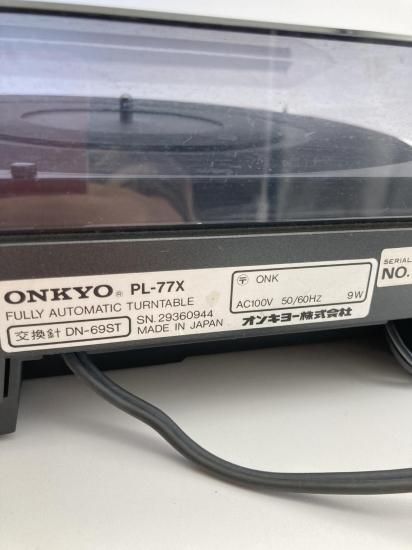 ONKYO® PL-77X
FULLY AUTOMATIC TURNTABLE
交換針 DN-69ST
SN. 29360944
MADE IN JAPAN
〒 ONK
AC100V 50/60HZ 9W
オンキヨー株式会社
SERIAL
NO.